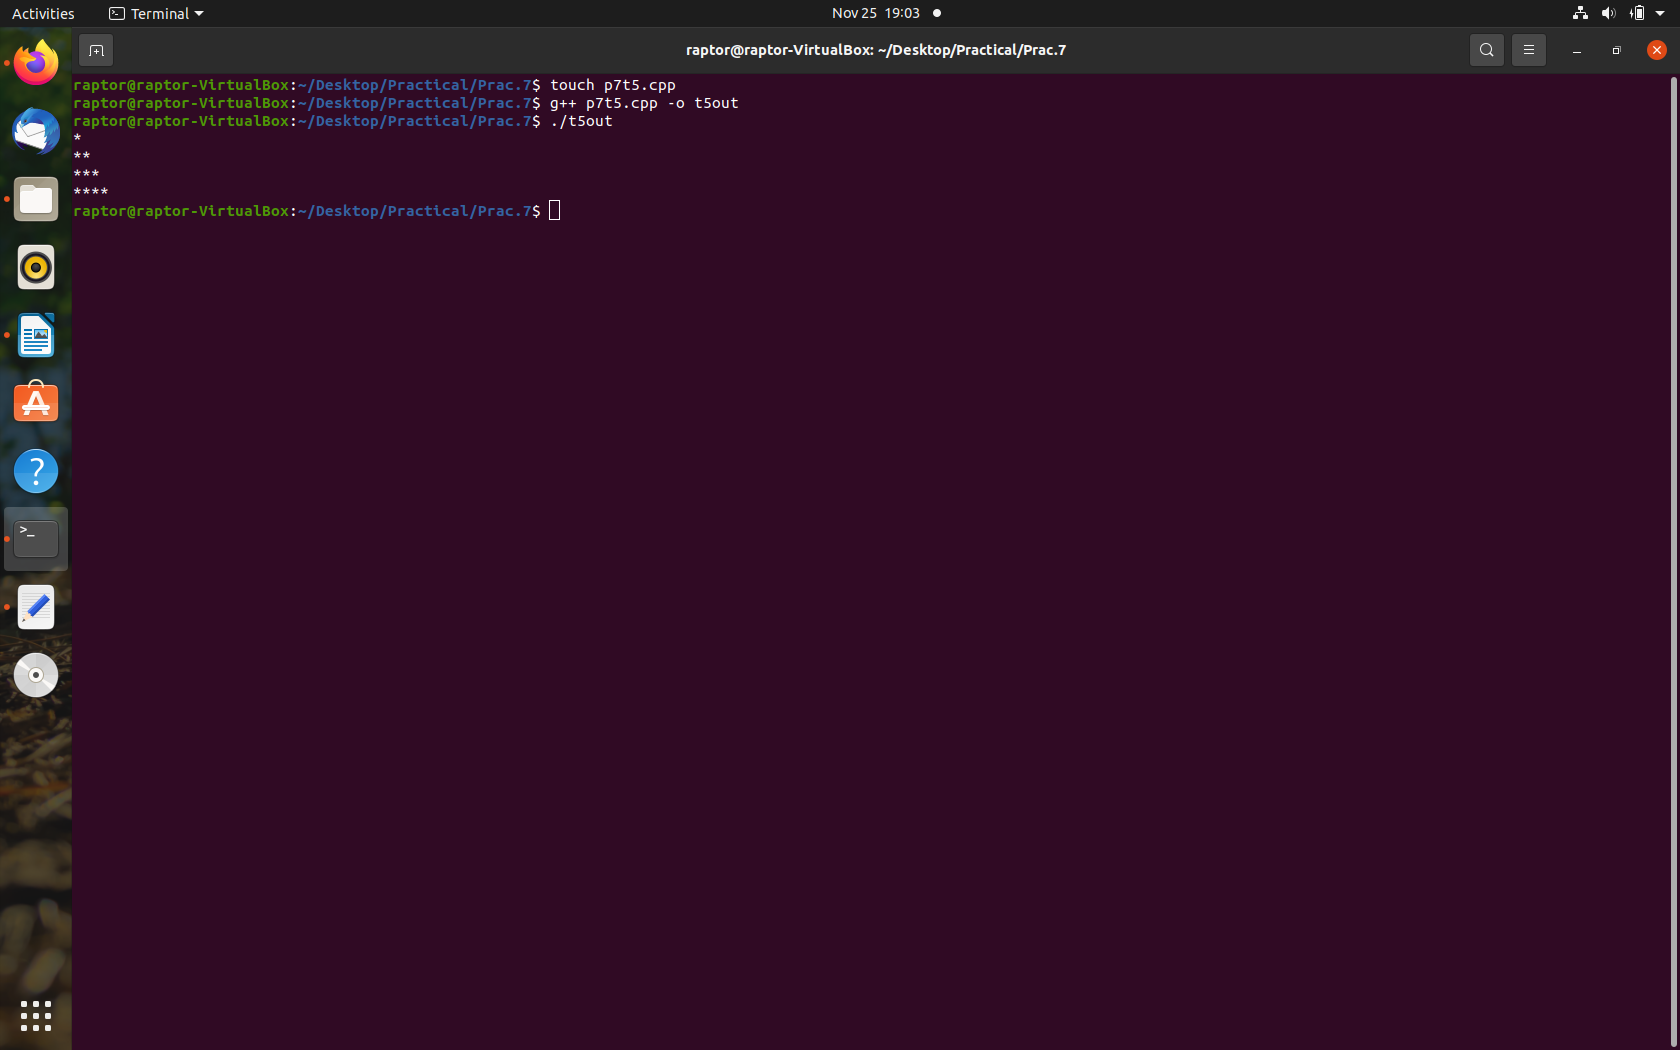 Activities
Terminal
Nov 25 19:03
raptor@raptor-VirtualBox: ~/Desktop/Practical/Prac.7
raptor@raptor-VirtualBox:~/Desktop/Practical/Prac.7$ touch p7t5.cpp
raptor@raptor-VirtualBox:~/Desktop/Practical/Prac.7$ g++ p7t5.cpp -o t5out
raptor@raptor-VirtualBox:~/Desktop/Practical/Prac.7$ ./t5out
*
**
***
****
raptor@raptor-VirtualBox:~/Desktop/Practical/Prac.7$